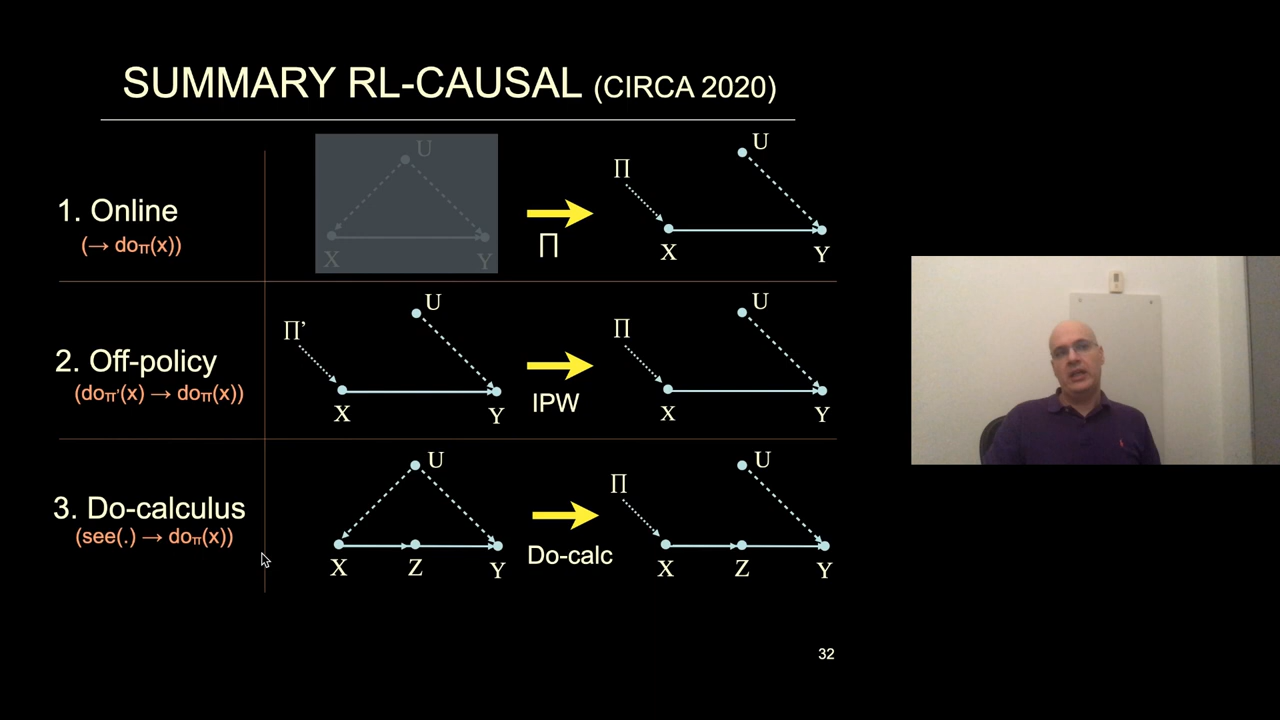 SUMMARY RL-CAUSAL (CIRCA 2020)
1. Online
(→ doπ(x))
U
X
Y
∏
∏
U
X
Y
2. Off-policy
(doπ'(x) → doπ(x))
∏'
U
X
Y
IPW
∏
U
X
Y
3. Do-calculus
(see(.) → doπ(x))
U
X
Z
Y
Do-calc
∏
U
X
Z
Y
32